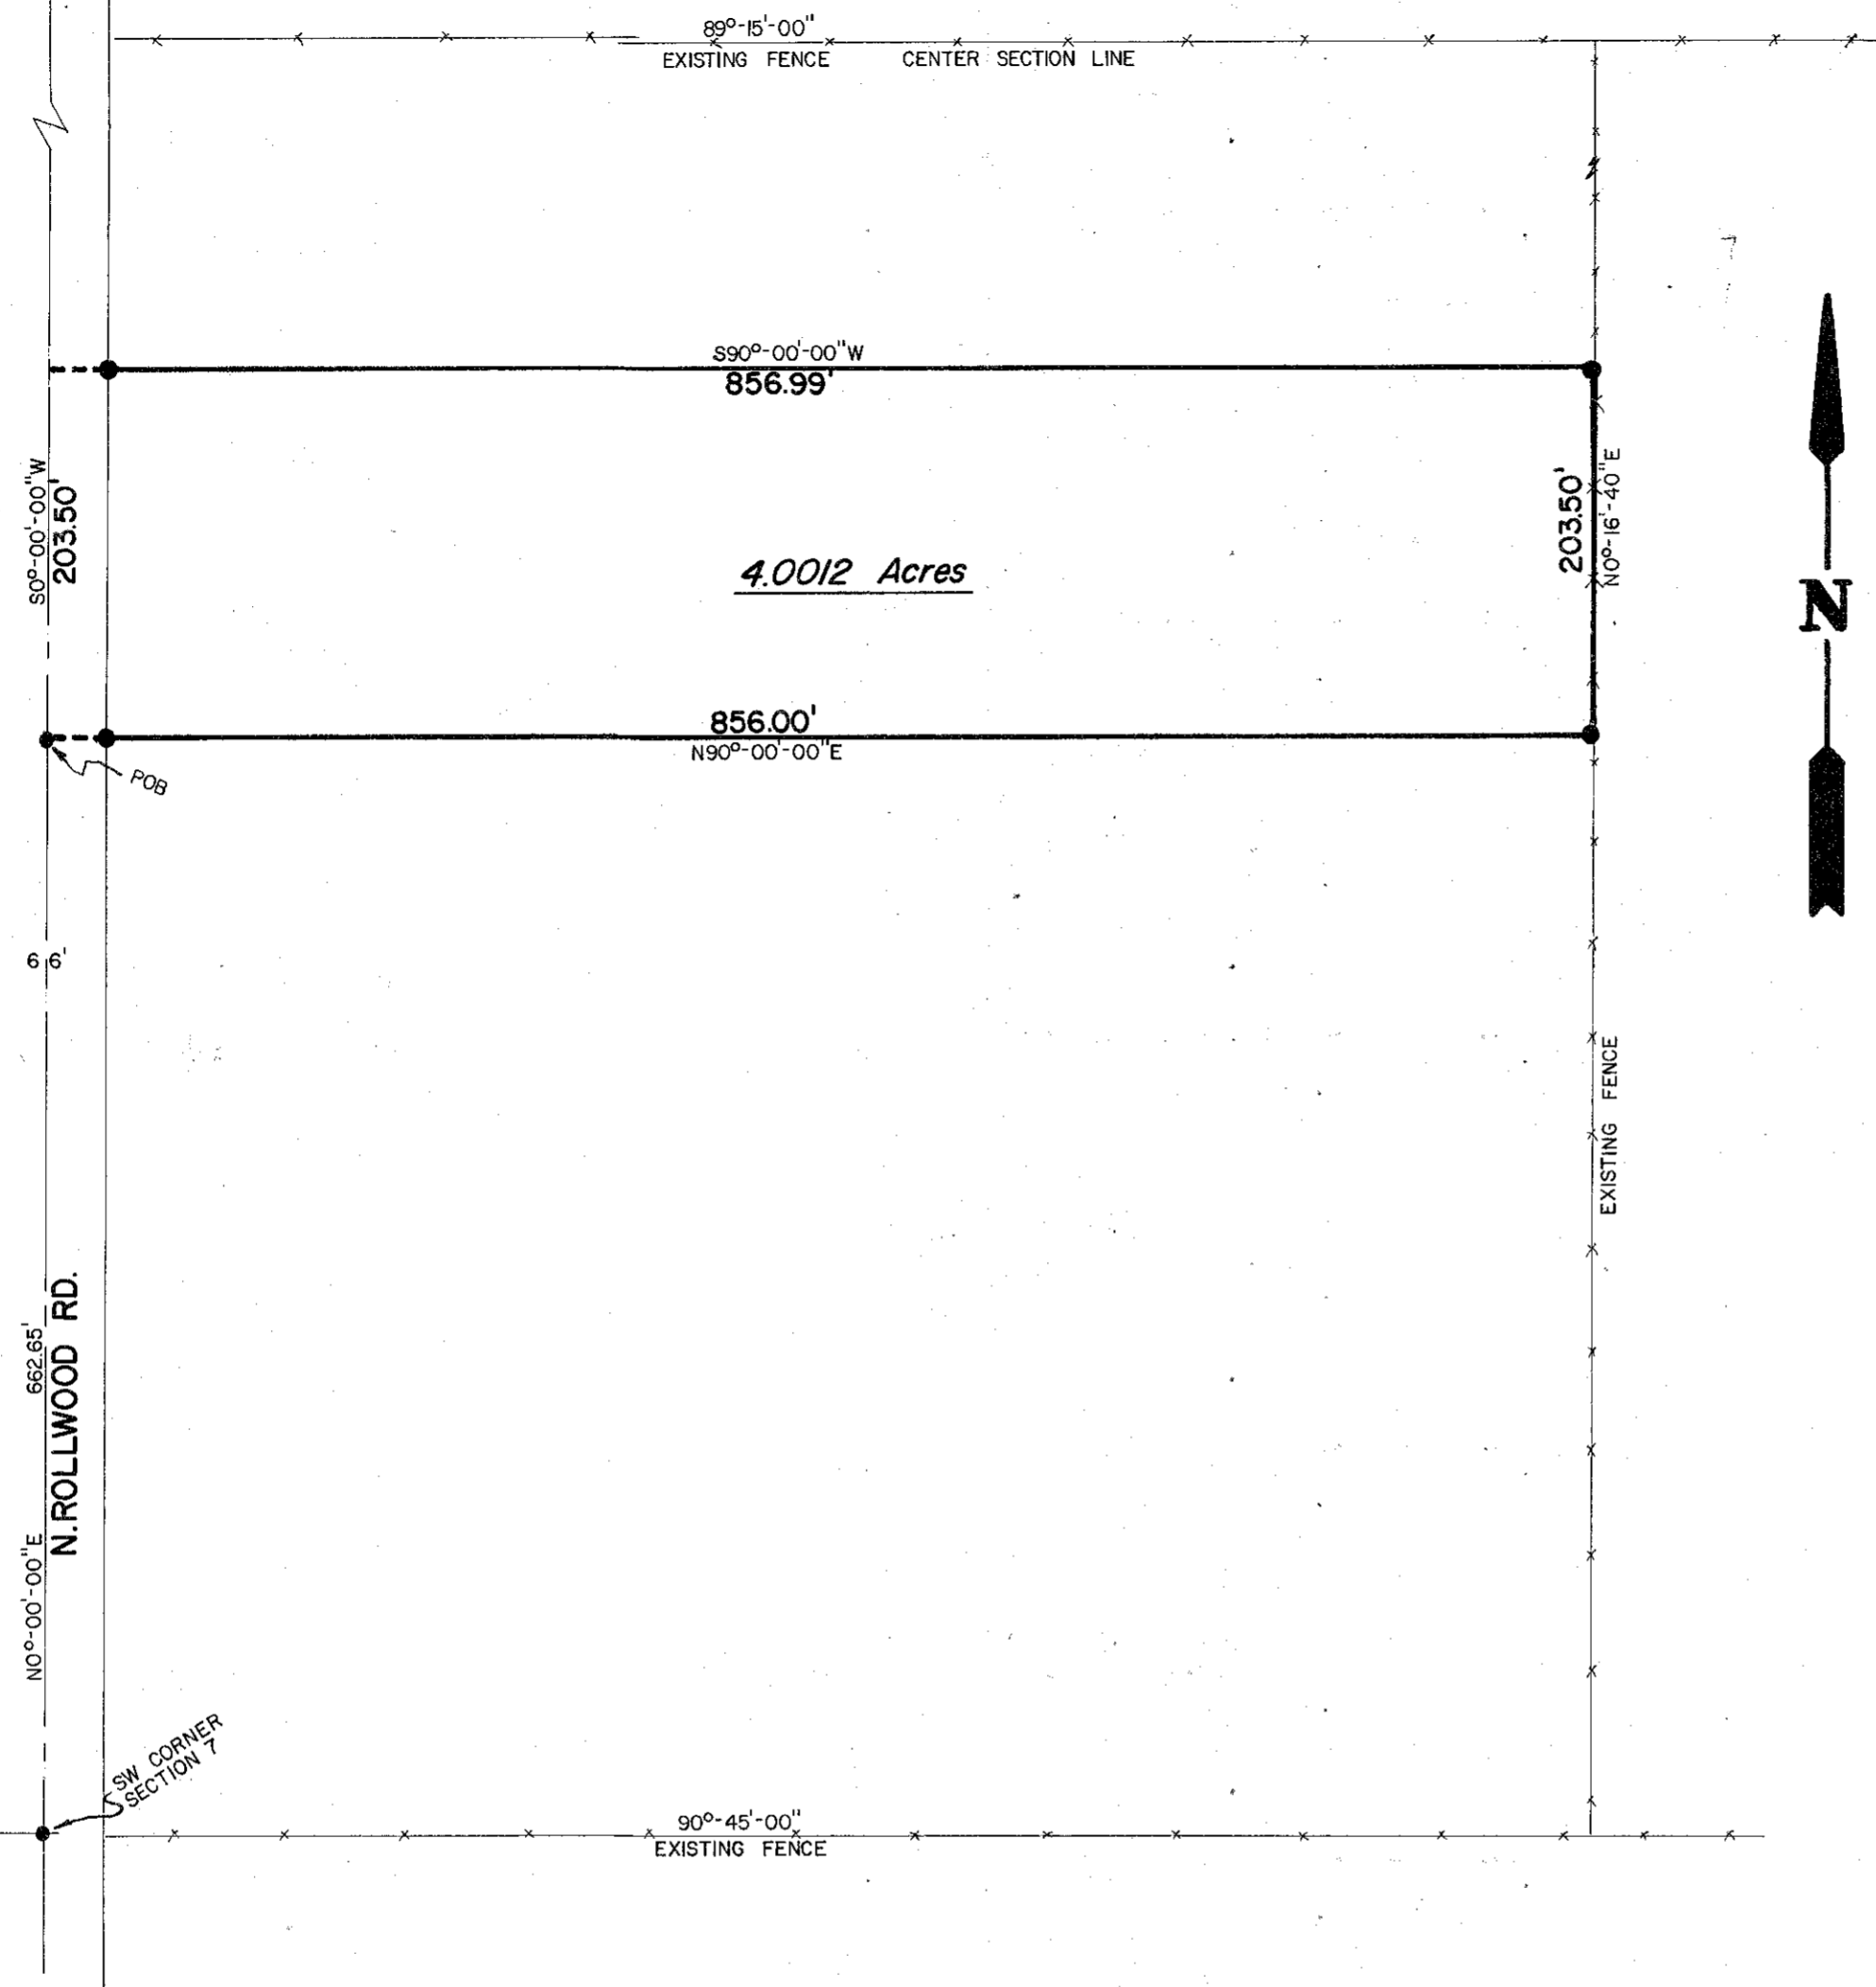 89°-15'-00"
EXISTING FENCE CENTER SECTION LINE
S90°-00'-00"W
856.99'
S0°-00'-00"W
203.50'
203.50'
N0°-16'-40"E
4.0012 Acres
N
856.00'
N90°-00'-00"E
POB
66'
EXISTING FENCE
N.ROLLWOOD RD.
662.65'
N0°-00'-00"E
SW CORNER
SECTION 7
90°-45'-00"
EXISTING FENCE